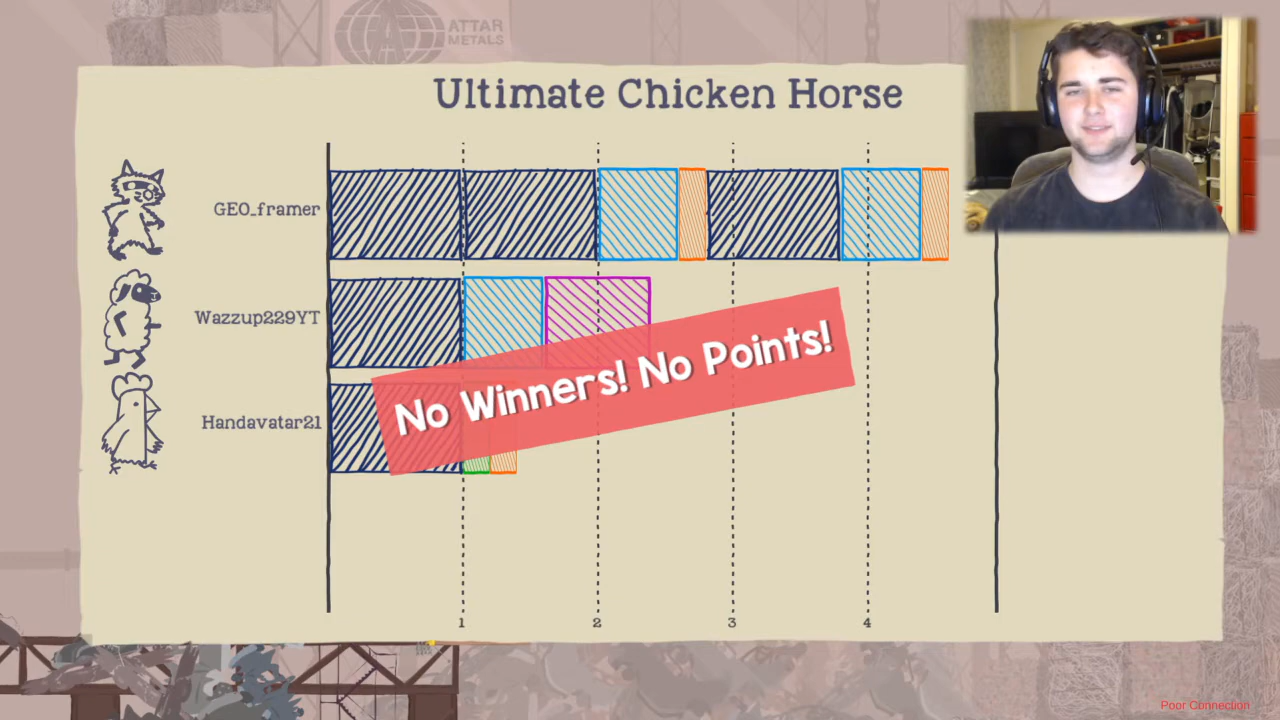 ATTAR
METALS
Ultimate Chicken Horse
GEO_framer
Wazzup229YT
No Winners! No Points!
Handavatar21
1 2 3 4
Poor Connection